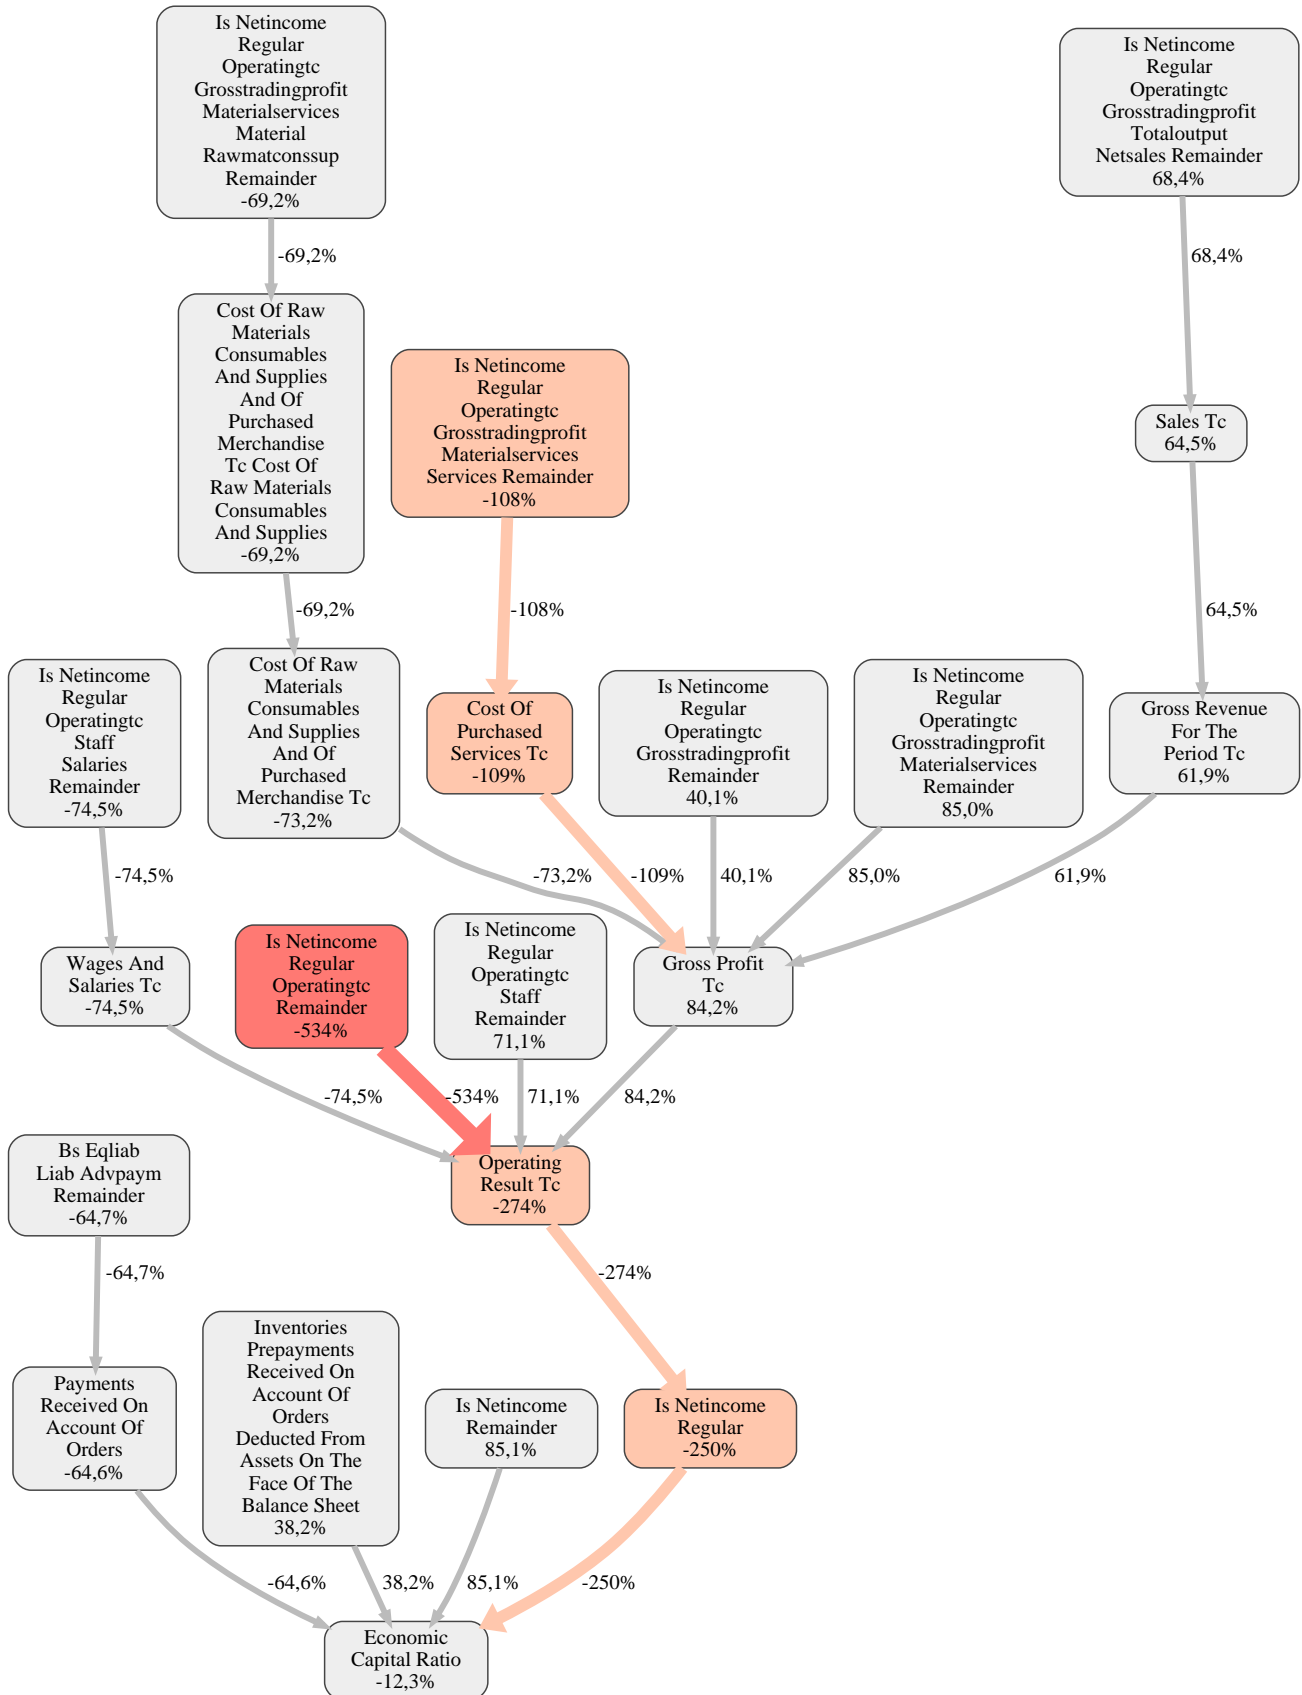 Is Netincome
Regular
Operatingtc
Grosstradingprofit
Materialservices
Material
Rawmatconssup
Remainder
-69,2%
Is Netincome
Regular
Operatingtc
Grosstradingprofit
Totaloutput
Netsales Remainder
68,4%
-69,2%
68,4%
Cost Of Raw
Materials
Consumables
And Supplies
And Of
Purchased
Merchandise
Tc Cost Of
Raw Materials
Consumables
And Supplies
-69,2%
Is Netincome
Regular
Operatingtc
Grosstradingprofit
Materialservices
Services Remainder
-108%
Sales Tc
64,5%
-69,2%
-108%
64,5%
Is Netincome
Regular
Operatingtc
Staff
Salaries
Remainder
-74,5%
Cost Of Raw
Materials
Consumables
And Supplies
And Of
Purchased
Merchandise Tc
-73,2%
Cost Of
Purchased
Services Tc
-109%
Is Netincome
Regular
Operatingtc
Grosstradingprofit
Remainder
40,1%
Is Netincome
Regular
Operatingtc
Grosstradingprofit
Materialservices
Remainder
85,0%
Gross Revenue
For The
Period Tc
61,9%
-74,5%
-73,2%
-109%
40,1%
85,0%
61,9%
Wages And
Salaries Tc
-74,5%
Is Netincome
Regular
Operatingtc
Remainder
-534%
Is Netincome
Regular
Operatingtc
Staff
Remainder
71,1%
Gross Profit
Tc
84,2%
-74,5%
-534%
71,1%
84,2%
Bs Eqliab
Liab Advpaym
Remainder
-64,7%
Operating
Result Tc
-274%
-64,7%
-274%
Payments
Received On
Account Of
Orders
-64,6%
Inventories
Prepayments
Received On
Account Of
Orders
Deducted From
Assets On The
Face Of The
Balance Sheet
38,2%
Is Netincome
Remainder
85,1%
Is Netincome
Regular
-250%
-64,6%
38,2%
85,1%
-250%
Economic
Capital Ratio
-12,3%